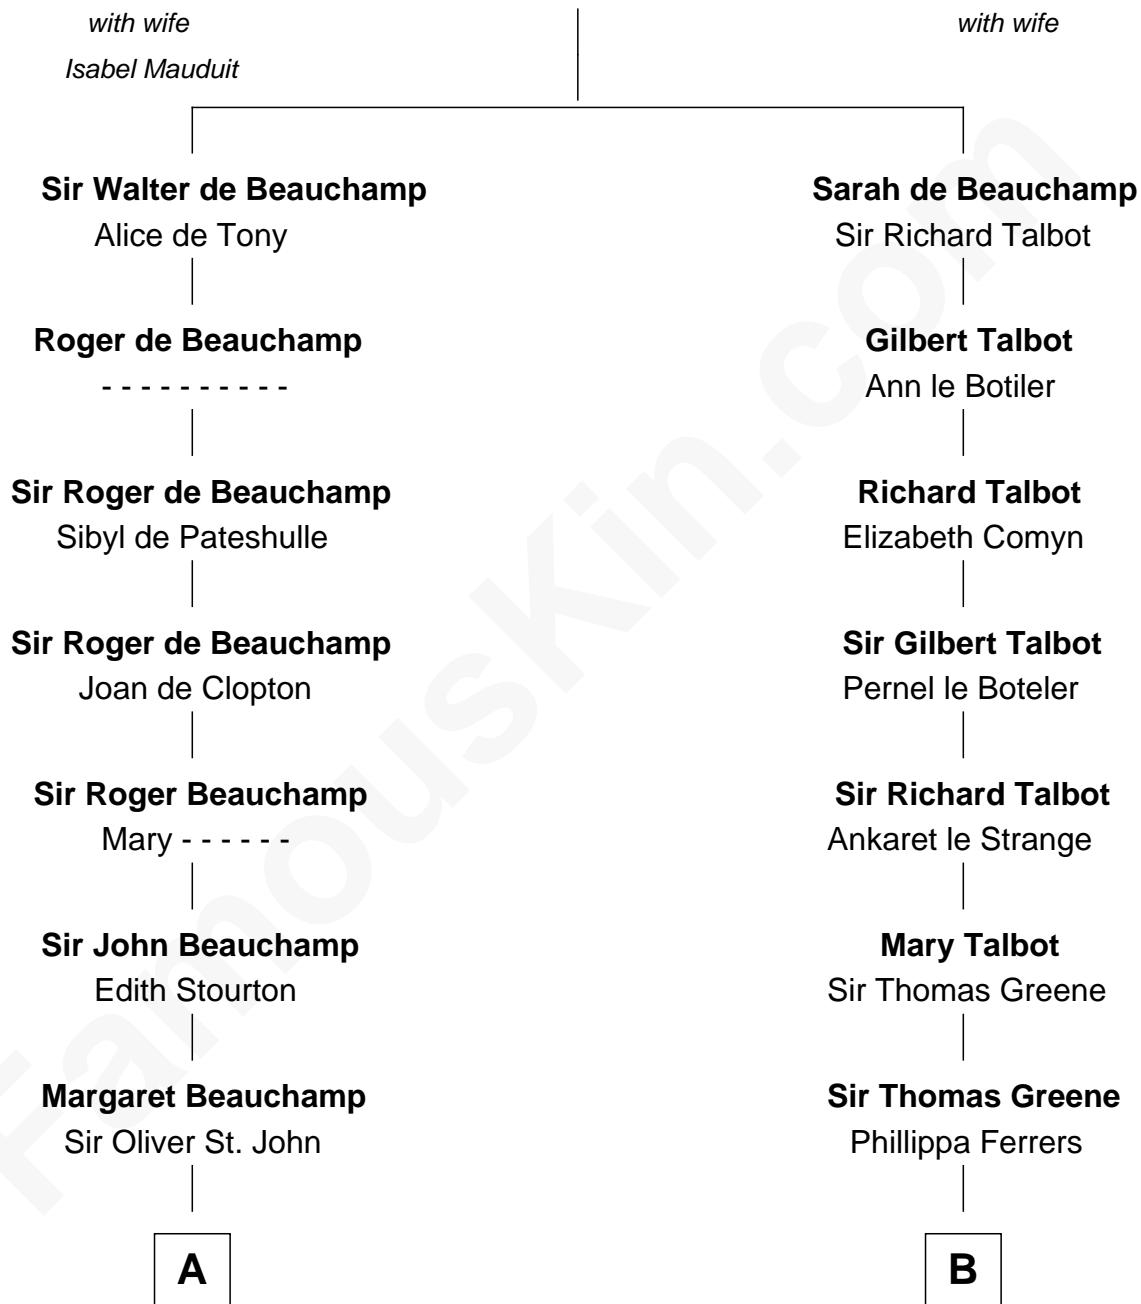 with wife
with wife
Isabel Mauduit
Sir Walter de Beauchamp
Sarah de Beauchamp
Alice de Tony
Sir Richard Talbot
Roger de Beauchamp
Gilbert Talbot
- - - - - - - - - -
Ann le Botiler
Sir Roger de Beauchamp
Richard Talbot
Sibyl de Pateshulle
Elizabeth Comyn
Sir Roger de Beauchamp
Sir Gilbert Talbot
Joan de Clopton
Pernel le Boteler
Sir Roger Beauchamp
Sir Richard Talbot
Mary - - - - - -
Ankaret le Strange
Sir John Beauchamp
Mary Talbot
Edith Stourton
Sir Thomas Greene
Margaret Beauchamp
Sir Thomas Greene
Sir Oliver St. John
Phillippa Ferrers
A
B
FamousKin.com